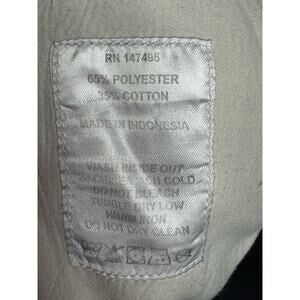 RN 147495
65% POLYESTER
35% COTTON
MADE IN INDONESIA
WASH INSIDE OUT
MACHINE WASH COLD
DO NOT BLEACH
TUMBLE DRY LOW
WARM IRON
DO NOT DRY CLEAN